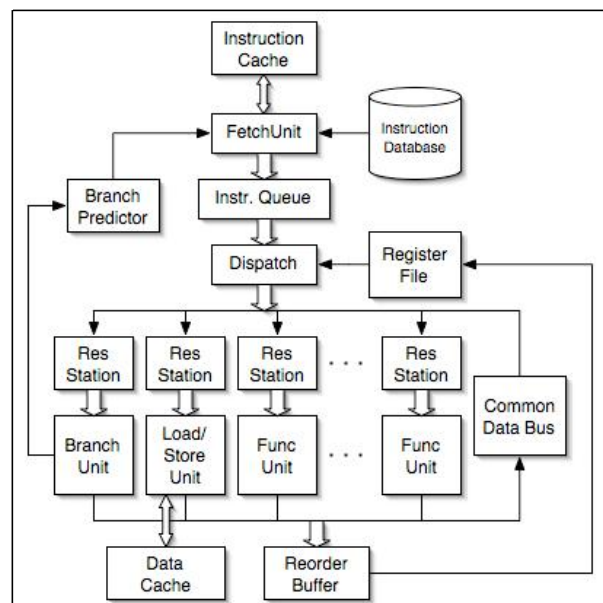 Instruction
Cache
FetchUnit
Instruction
Database
Branch
Predictor
Instr. Queue
Dispatch
Register
File
Res
Station
Res
Station
Res
Station
. . .
Res
Station
Branch
Unit
Load/
Store
Unit
Func
Unit
. . .
Func
Unit
Common
Data Bus
Data
Cache
Reorder
Buffer